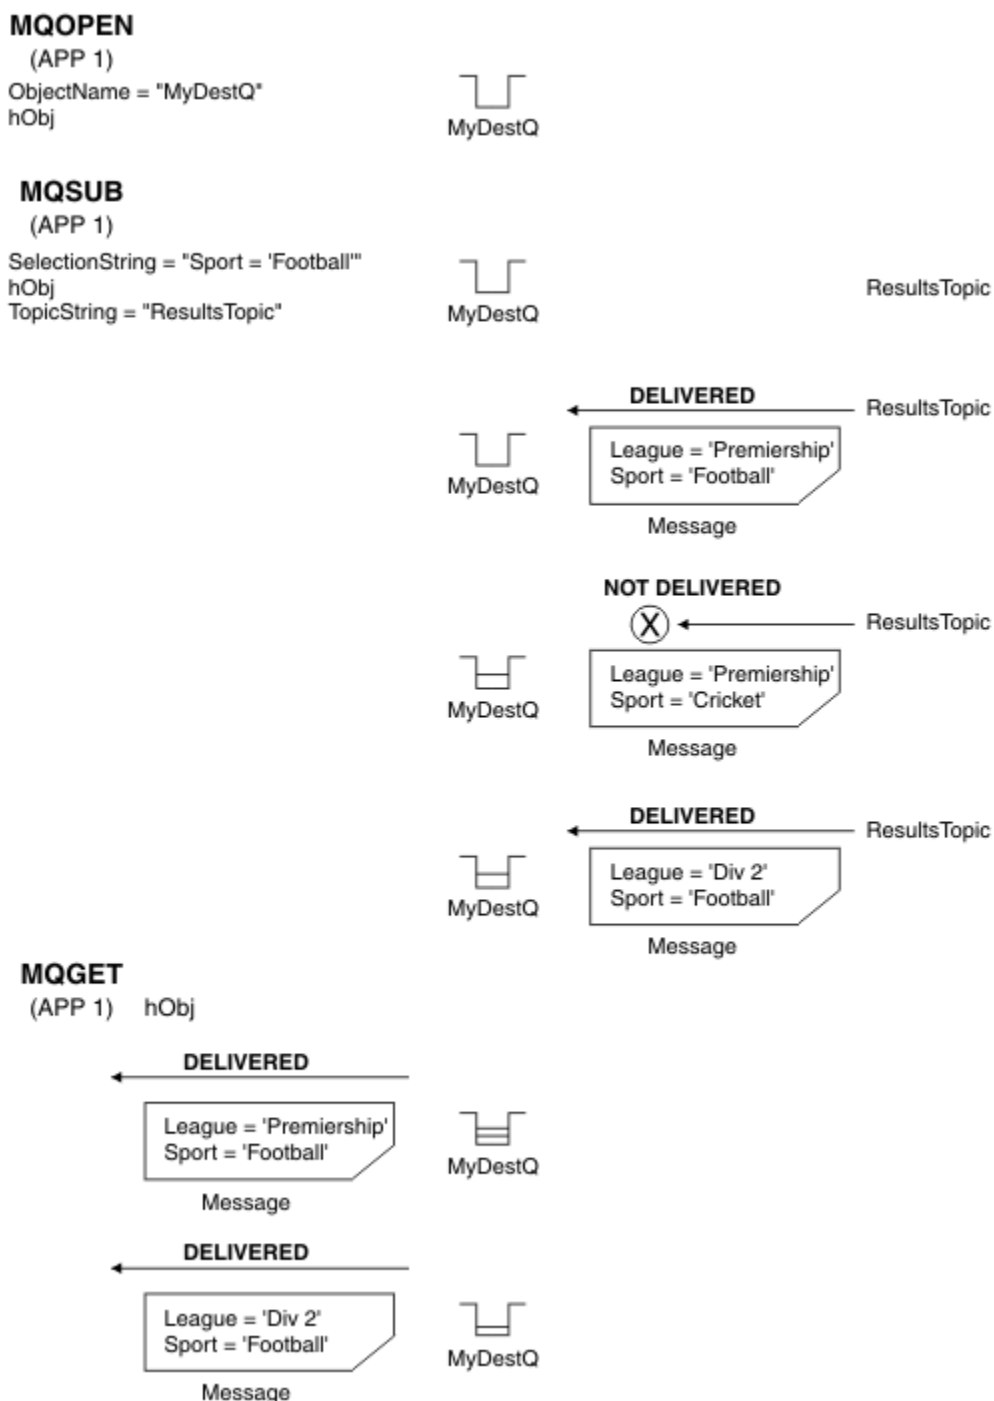 MQOPEN
(APP 1)
ObjectName = "MyDestQ"
hObj
MyDestQ
MQSUB
(APP 1)
SelectionString = "Sport = 'Football'"
hObj
TopicString = "ResultsTopic"
MyDestQ
ResultsTopic
DELIVERED
ResultsTopic
MyDestQ
League = 'Premiership'
Sport = 'Football'
Message
NOT DELIVERED
X
ResultsTopic
MyDestQ
League = 'Premiership'
Sport = 'Cricket'
Message
DELIVERED
ResultsTopic
MyDestQ
League = 'Div 2'
Sport = 'Football'
Message
MQGET
(APP 1) hObj
DELIVERED
League = 'Premiership'
Sport = 'Football'
Message
MyDestQ
DELIVERED
League = 'Div 2'
Sport = 'Football'
Message
MyDestQ